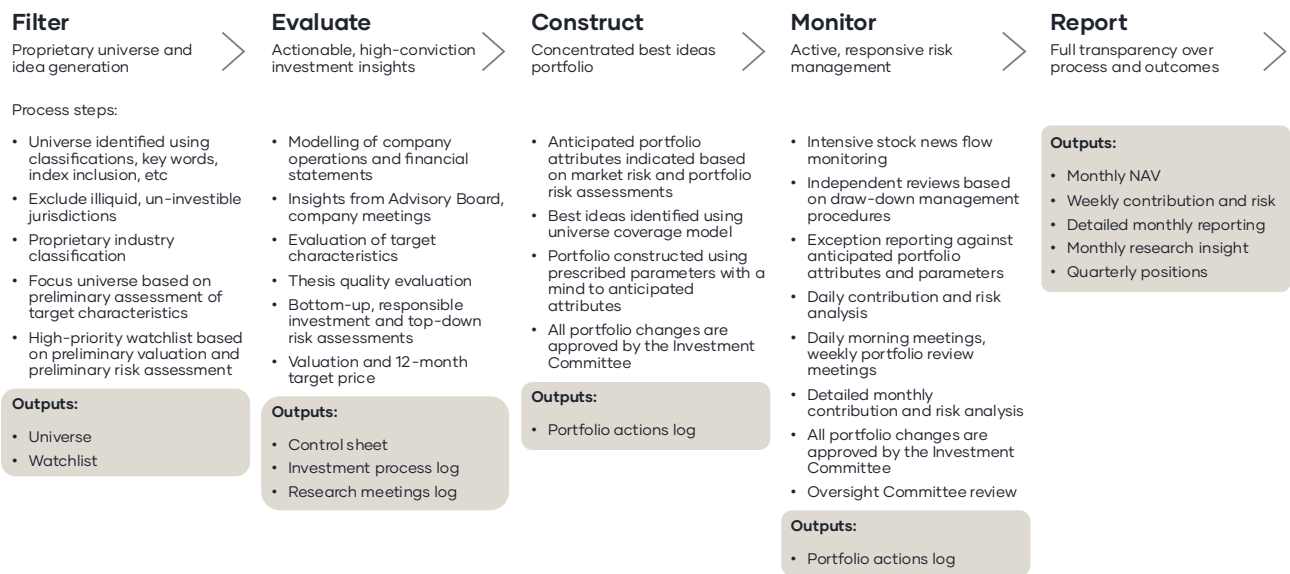 Filter
Proprietary universe and
idea generation
Process steps:
• Universe identified using
classifications, key words,
index inclusion, etc
• Exclude illiquid, un-investible
jurisdictions
• Proprietary industry
classification
• Focus universe based on
preliminary assessment of
target characteristics
• High-priority watchlist based
on preliminary valuation and
preliminary risk assessment
Outputs:
• Universe
• Watchlist
Evaluate
Actionable, high-conviction
investment insights
• Modelling of company
operations and financial
statements
• Insights from Advisory Board,
company meetings
• Evaluation of target
characteristics
• Thesis quality evaluation
• Bottom-up, responsible
investment and top-down
risk assessments
• Valuation and 12-month
target price
Outputs:
• Control sheet
• Investment process log
• Research meetings log
Construct
Concentrated best ideas
portfolio
• Anticipated portfolio
attributes indicated based
on market risk and portfolio
risk assessments
• Best ideas identified using
universe coverage model
• Portfolio constructed using
prescribed parameters with a
mind to anticipated
attributes
• All portfolio changes are
approved by the Investment
Committee
Outputs:
• Portfolio actions log
Monitor
Active, responsive risk
management
• Intensive stock news flow
monitoring
• Independent reviews based
on draw-down management
procedures
• Exception reporting against
anticipated portfolio
attributes and parameters
• Daily contribution and risk
analysis
• Daily morning meetings,
weekly portfolio review
meetings
• Detailed monthly
contribution and risk analysis
• All portfolio changes are
approved by the Investment
Committee
• Oversight Committee review
Outputs:
• Portfolio actions log
Report
Full transparency over
process and outcomes
Outputs:
• Monthly NAV
• Weekly contribution and risk
• Detailed monthly reporting
• Monthly research insight
• Quarterly positions